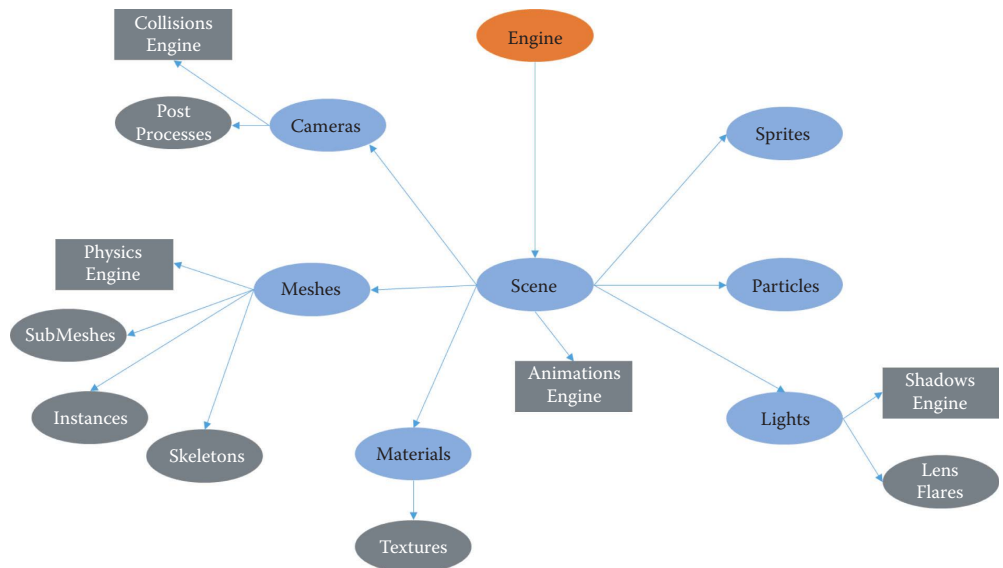 Collisions
Engine
Engine
Post
Processes
Cameras
Sprites
Physics
Engine
Meshes
Scene
Particles
SubMeshes
Animations
Engine
Shadows
Engine
Instances
Lights
Skeletons
Materials
Lens
Flares
Textures